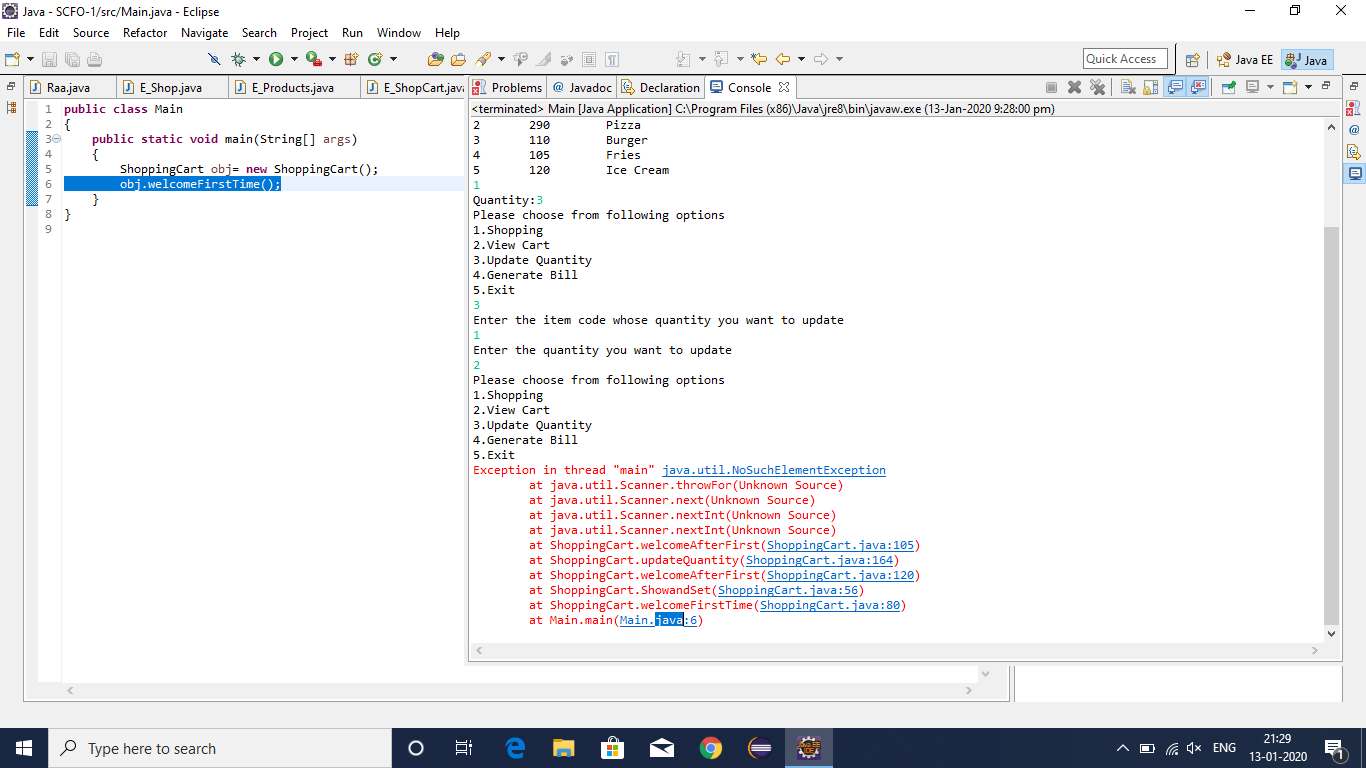 Java - SCFO-1/src/Main.java - Eclipse
File Edit Source Refactor Navigate Search Project Run Window Help
Quick Access Java EE Java
Raa.java E_Shop.java E_Products.java E_ShopCart.java
Problems @ Javadoc Declaration Console
<terminated> Main [Java Application] C:\Program Files (x86)\Java\jre8\bin\javaw.exe (13-Jan-2020 9:28:00 pm)
1 public class Main
2 {
3 public static void main(String[] args)
4 {
5 ShoppingCart obj= new ShoppingCart();
6 obj.welcomeFirstTime();
7 }
8 }
9
2 290 Pizza
3 110 Burger
4 105 Fries
5 120 Ice Cream
1
Quantity:3
Please choose from following options
1.Shopping
2.View Cart
3.Update Quantity
4.Generate Bill
5.Exit
3
Enter the item code whose quantity you want to update
1
Enter the quantity you want to update
2
Please choose from following options
1.Shopping
2.View Cart
3.Update Quantity
4.Generate Bill
5.Exit
Exception in thread "main" java.util.NoSuchElementException
at java.util.Scanner.throwFor(Unknown Source)
at java.util.Scanner.next(Unknown Source)
at java.util.Scanner.nextInt(Unknown Source)
at java.util.Scanner.nextInt(Unknown Source)
at ShoppingCart.welcomeAfterFirst(ShoppingCart.java:105)
at ShoppingCart.updateQuantity(ShoppingCart.java:164)
at ShoppingCart.welcomeAfterFirst(ShoppingCart.java:120)
at ShoppingCart.ShowandSet(ShoppingCart.java:56)
at ShoppingCart.welcomeFirstTime(ShoppingCart.java:80)
at Main.main(Main.java:6)
Type here to search
ENG
21:29
13-01-2020
1